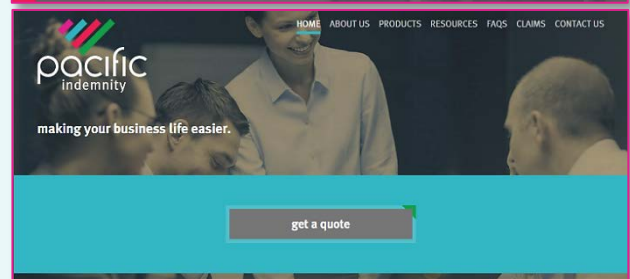 HOME ABOUT US PRODUCTS RESOURCES FAQS CLAIMS CONTACT US
pacific
indemnity
making your business life easier.
get a quote